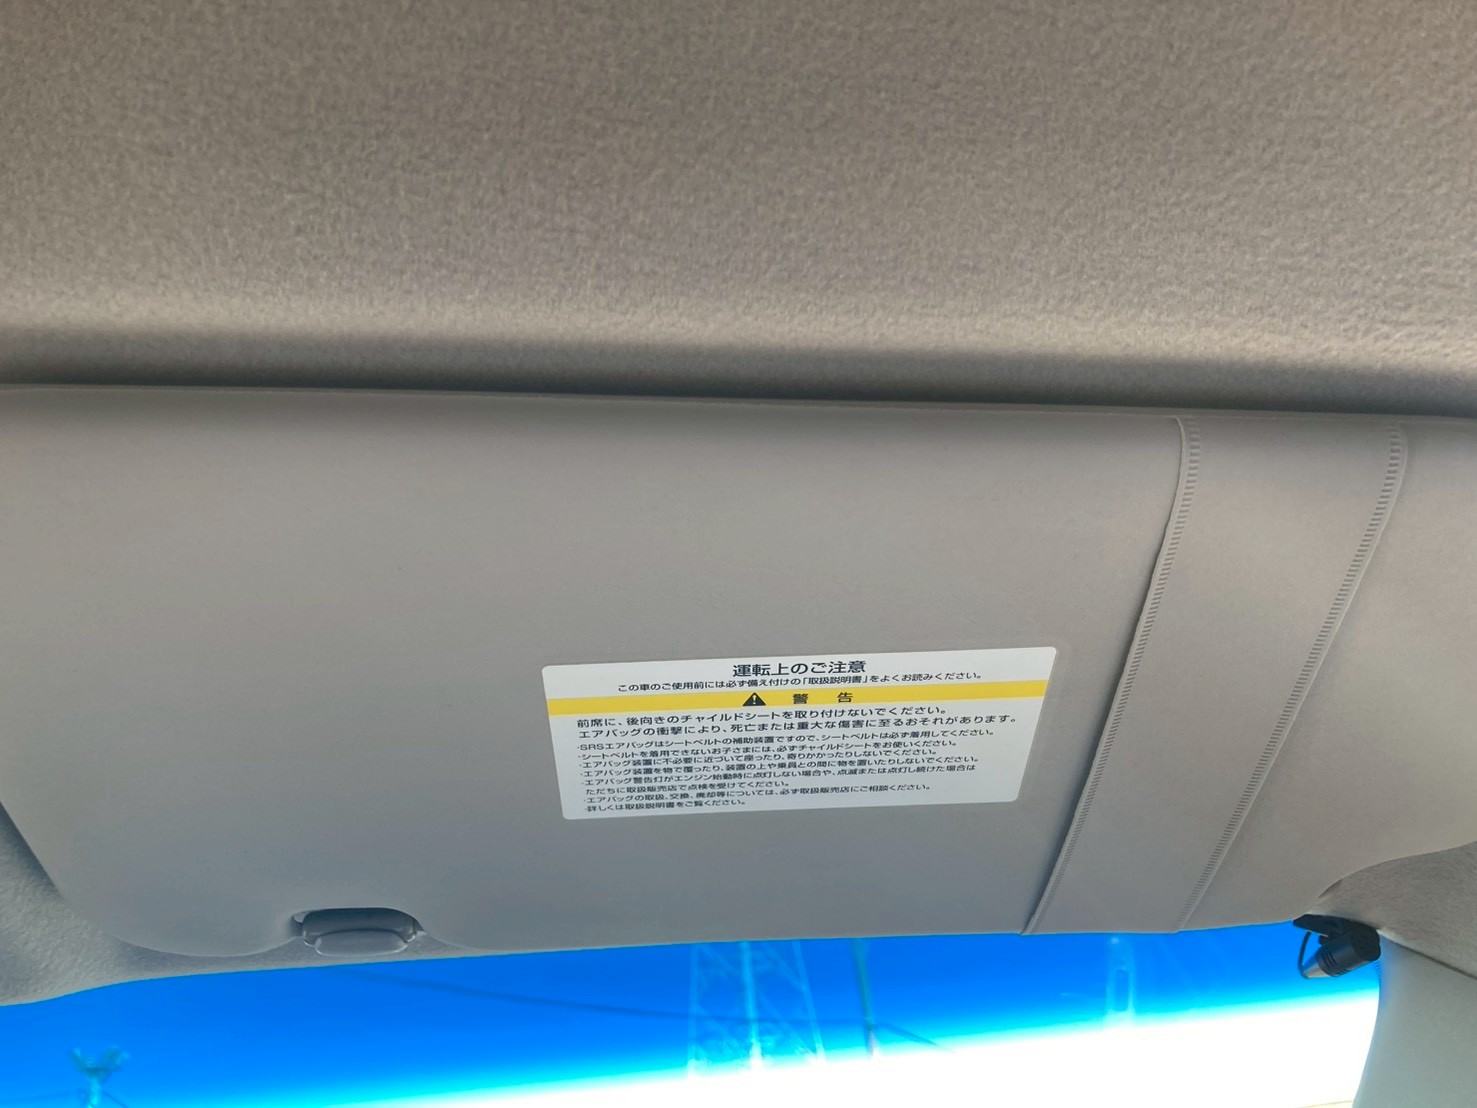 運転上のご注意
この車のご使用前には必ず備え付けの「取扱説明書」をよくお読みください。
警 告
前席に、後向きのチャイルドシートを取り付けないでください。
エアバッグの衝撃により、死亡または重大な傷害に至るおそれがあります。
・SRSエアバッグはシートベルトの補助装置ですので、シートベルトは必ず着用してください。
・シートベルトを着用できないお子さまには、必ずチャイルドシートをお使いください。
・エアバッグ装置に不必要に近づいて座ったり、寄りかかったりしないでください。
・エアバッグ装置を物で覆ったり、装置の上や乗員との間に物を置いたりしないでください。
・エアバッグ警告灯がエンジン始動時に点灯しない場合や、点滅または点灯し続けた場合は
ただちに取扱販売店で点検を受けてください。
・エアバッグの取扱、交換、廃却等については、必ず取扱販売店にご相談ください。
・詳しくは取扱説明書をご覧ください。